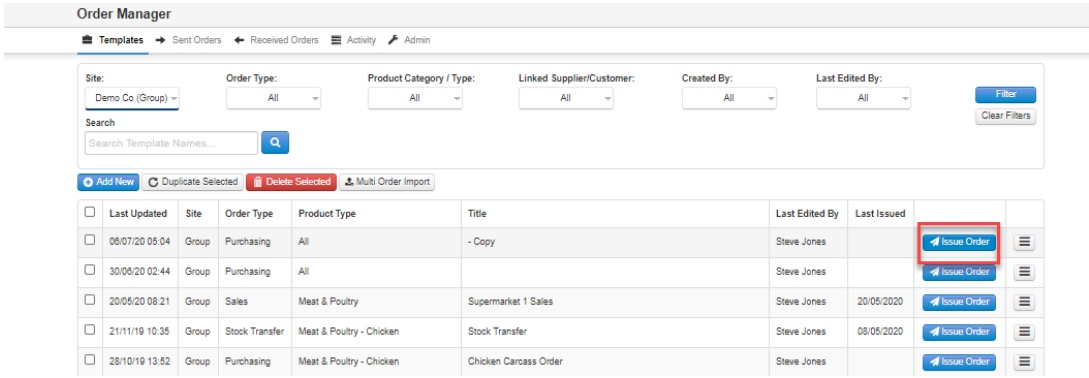 Order Manager
Templates Sent Orders Received Orders Activity Admin
Site: Order Type: Product Category / Type: Linked Supplier/Customer: Created By: Last Edited By:
Demo Co (Group) All All All All All Filter
Clear Filters
Search
Search Template Names...
Add New Duplicate Selected Delete Selected Multi Order Import
Last Updated Site Order Type Product Type Title Last Edited By Last Issued
06/07/20 05:04 Group Purchasing All - Copy Steve Jones Issue Order
30/06/20 02:44 Group Purchasing All Steve Jones Issue Order
20/05/20 08:21 Group Sales Meat & Poultry Supermarket 1 Sales Steve Jones 20/05/2020 Issue Order
21/11/19 10:35 Group Stock Transfer Meat & Poultry - Chicken Stock Transfer Steve Jones 08/05/2020 Issue Order
28/10/19 13:52 Group Purchasing Meat & Poultry - Chicken Chicken Carcass Order Steve Jones Issue Order